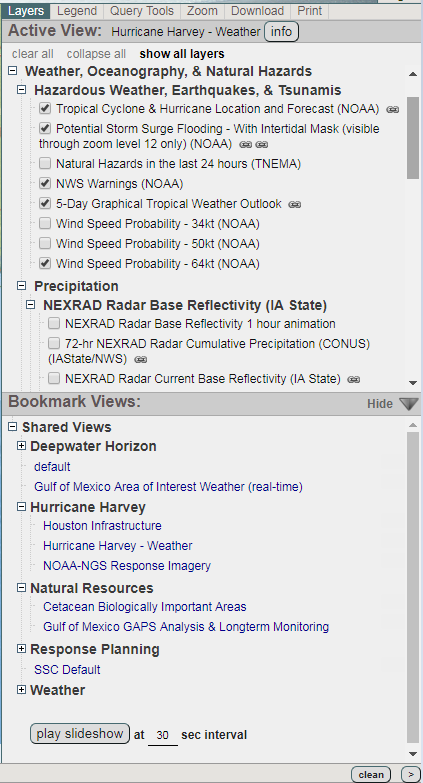 Layers Legend Query Tools Zoom Download Print
Active View: Hurricane Harvey - Weather info
clear all collapse all show all layers
Weather, Oceanography, & Natural Hazards
Hazardous Weather, Earthquakes, & Tsunamis
Tropical Cyclone & Hurricane Location and Forecast (NOAA)
Potential Storm Surge Flooding - With Intertidal Mask (visible
through zoom level 12 only) (NOAA)
Natural Hazards in the last 24 hours (TNEMA)
NWS Warnings (NOAA)
5-Day Graphical Tropical Weather Outlook
Wind Speed Probability - 34kt (NOAA)
Wind Speed Probability - 50kt (NOAA)
Wind Speed Probability - 64kt (NOAA)
Precipitation
NEXRAD Radar Base Reflectivity (IA State)
NEXRAD Radar Base Reflectivity 1 hour animation
72-hr NEXRAD Radar Cumulative Precipitation (CONUS)
(IAState/NWS)
NEXRAD Radar Current Base Reflectivity (IA State)
Bookmark Views: Hide
Shared Views
Deepwater Horizon
default
Gulf of Mexico Area of Interest Weather (real-time)
Hurricane Harvey
Houston Infrastructure
Hurricane Harvey - Weather
NOAA-NGS Response Imagery
Natural Resources
Cetacean Biologically Important Areas
Gulf of Mexico GAPS Analysis & Longterm Monitoring
Response Planning
SSC Default
Weather
play slideshow at 30 sec interval
clean >